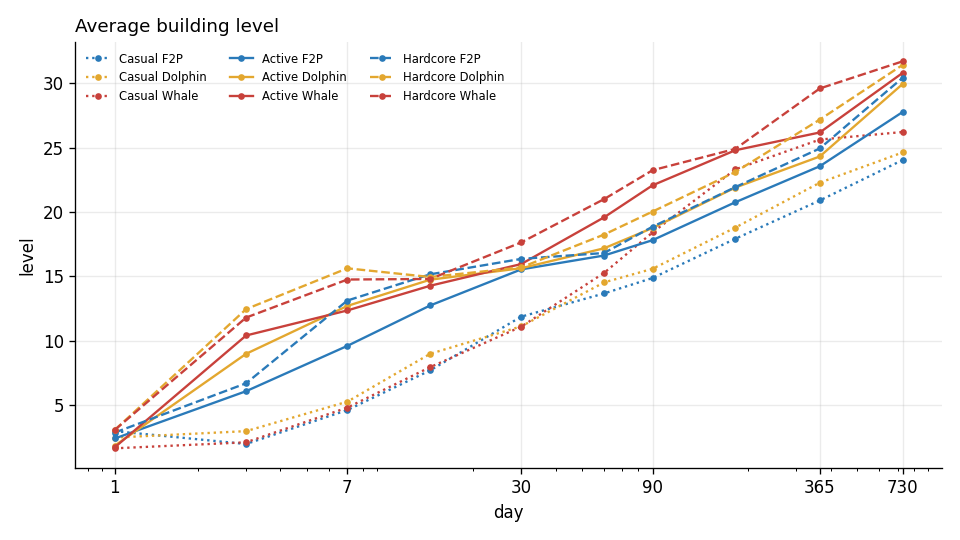 Average building level
Casual F2P Active F2P Hardcore F2P
Casual Dolphin Active Dolphin Hardcore Dolphin
Casual Whale Active Whale Hardcore Whale
30
25
20
15
10
5
level
1 7 30 90 365 730
day